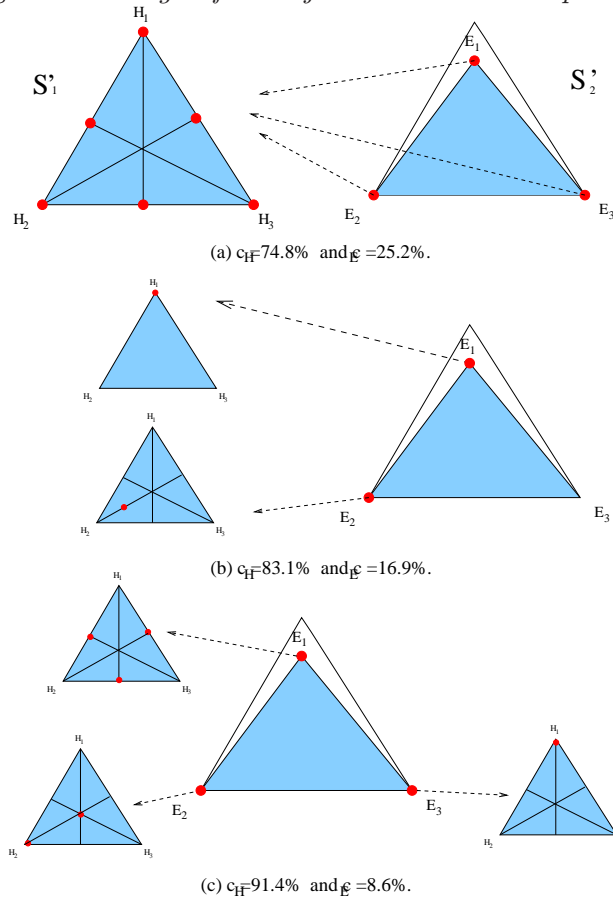 H1
E1
S'1
S'2
H2
H3
E2
E3
(a) cH=74.8% and cE=25.2%.
H1
E1
H2
H3
H1
H2
H3
E2
E3
(b) cH=83.1% and cE=16.9%.
H1
E1
H2
H3
H1
H1
E2
E3
H2
H2
H3
(c) cH=91.4% and cE=8.6%.